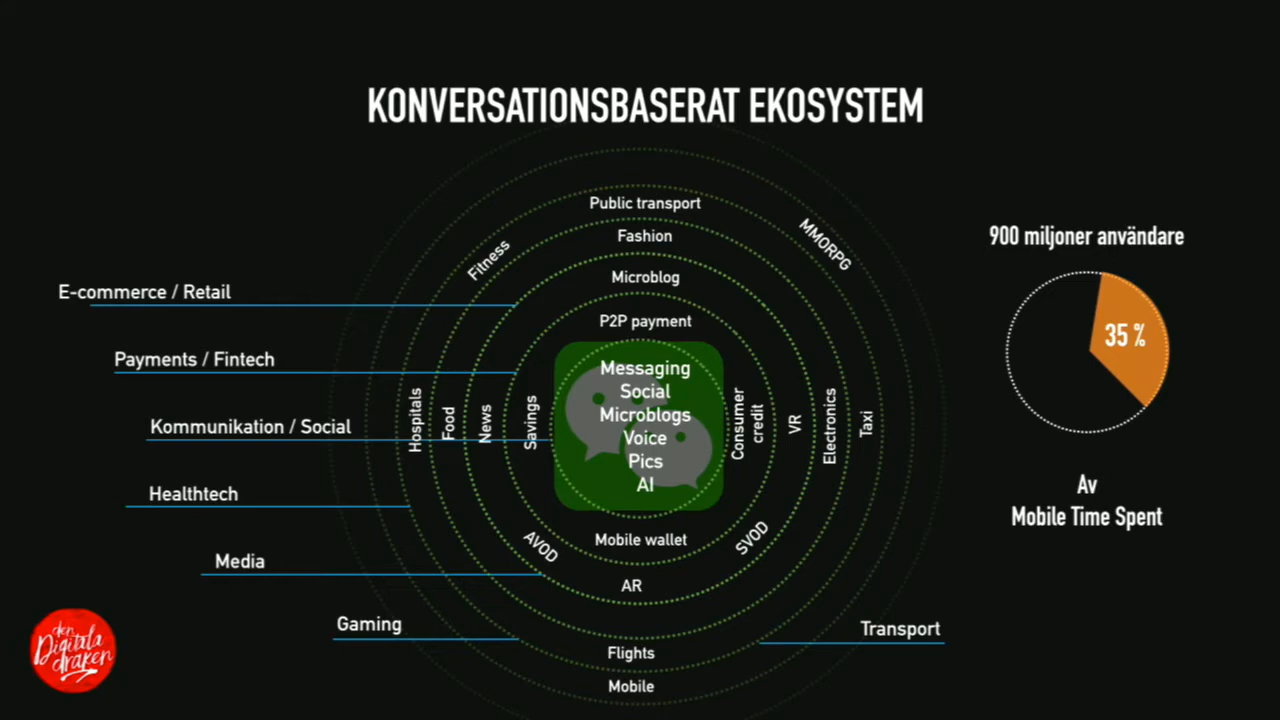 KONVERSATIONSBASERAT EKOSYSTEM
Public transport
Fashion
Microblog
P2P payment
Fitness
MMORPG
Messaging
Social
Microblogs
Voice
Pics
AI
Hospitals
Food
News
Savings
Consumer
credit
VR
Electronics
Taxi
AVOD
Mobile wallet
SVOD
AR
Flights
Mobile
E-commerce / Retail
Payments / Fintech
Kommunikation / Social
Healthtech
Media
Gaming
Transport
900 miljoner användare
35 %
Av
Mobile Time Spent
den
Digitala
draken